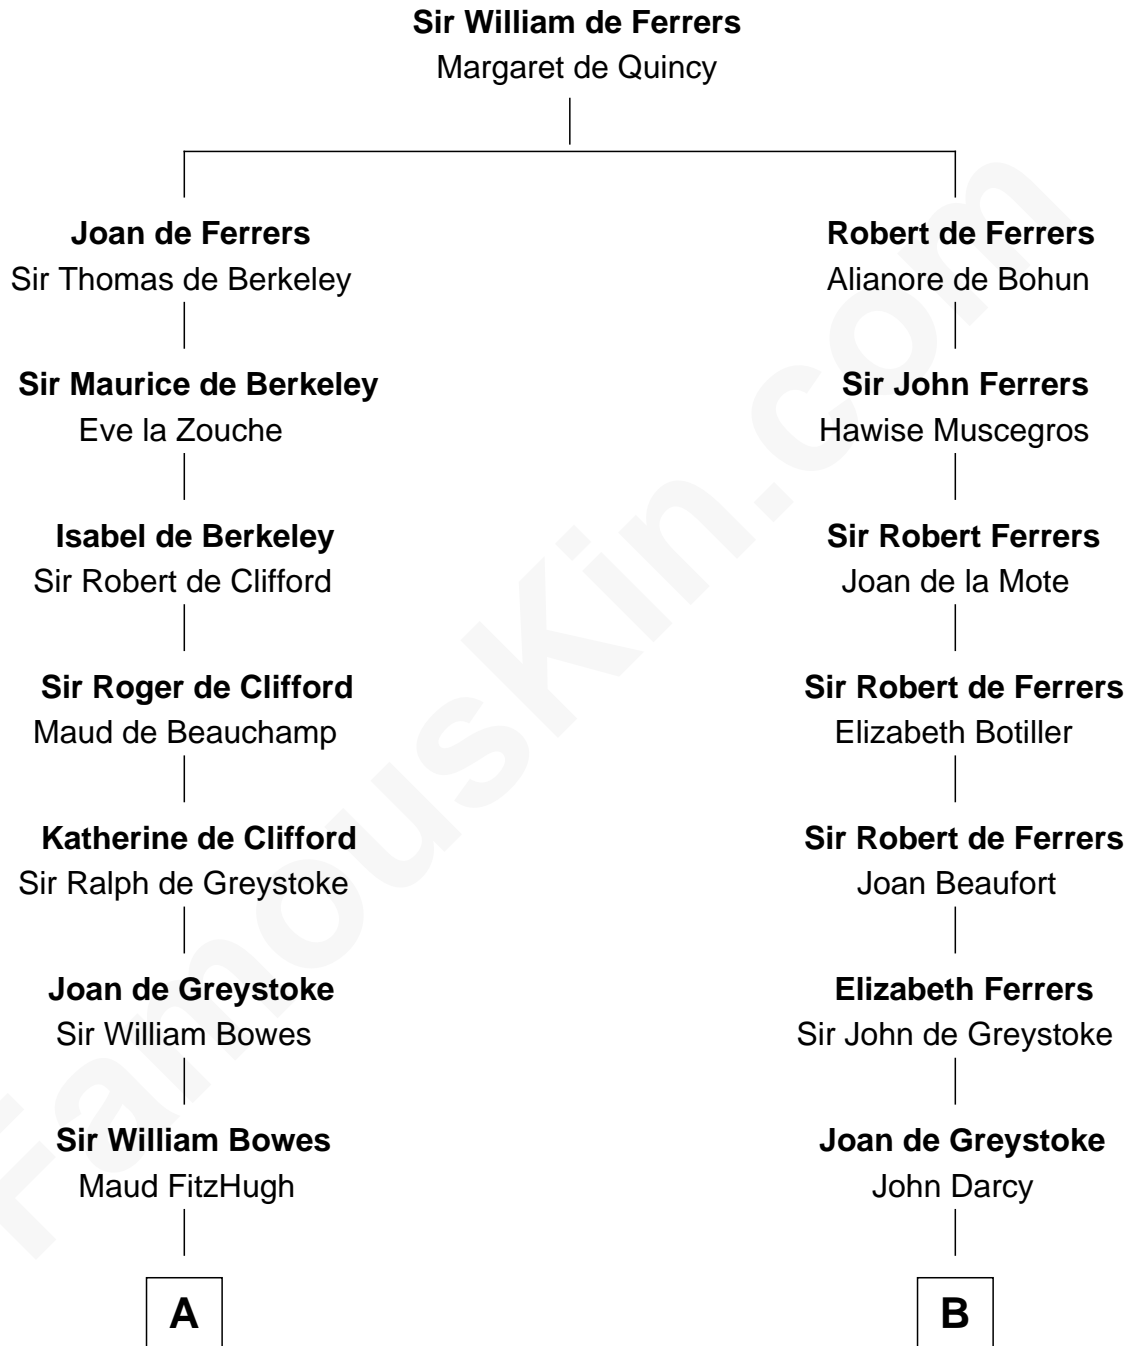 Sir William de Ferrers
Margaret de Quincy
Joan de Ferrers
Sir Thomas de Berkeley
Robert de Ferrers
Alianore de Bohun
Sir Maurice de Berkeley
Eve la Zouche
Sir John Ferrers
Hawise Muscegros
Isabel de Berkeley
Sir Robert de Clifford
Sir Robert Ferrers
Joan de la Mote
Sir Roger de Clifford
Maud de Beauchamp
Sir Robert de Ferrers
Elizabeth Botiller
Katherine de Clifford
Sir Ralph de Greystoke
Sir Robert de Ferrers
Joan Beaufort
Joan de Greystoke
Sir William Bowes
Elizabeth Ferrers
Sir John de Greystoke
Sir William Bowes
Maud FitzHugh
Joan de Greystoke
John Darcy
A
B
FamousKin.com